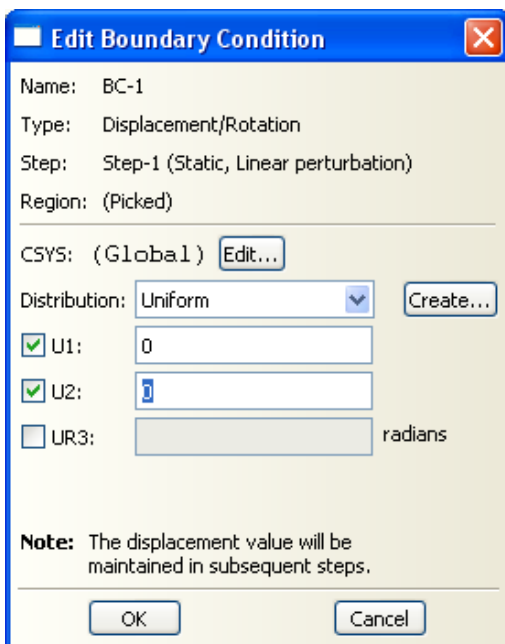 Edit Boundary Condition
Name: BC-1
Type: Displacement/Rotation
Step: Step-1 (Static, Linear perturbation)
Region: (Picked)
CSYS: (Global) Edit...
Distribution: Uniform Create...
U1: 0
U2: 0
UR3: radians
Note: The displacement value will be
maintained in subsequent steps.
OK Cancel